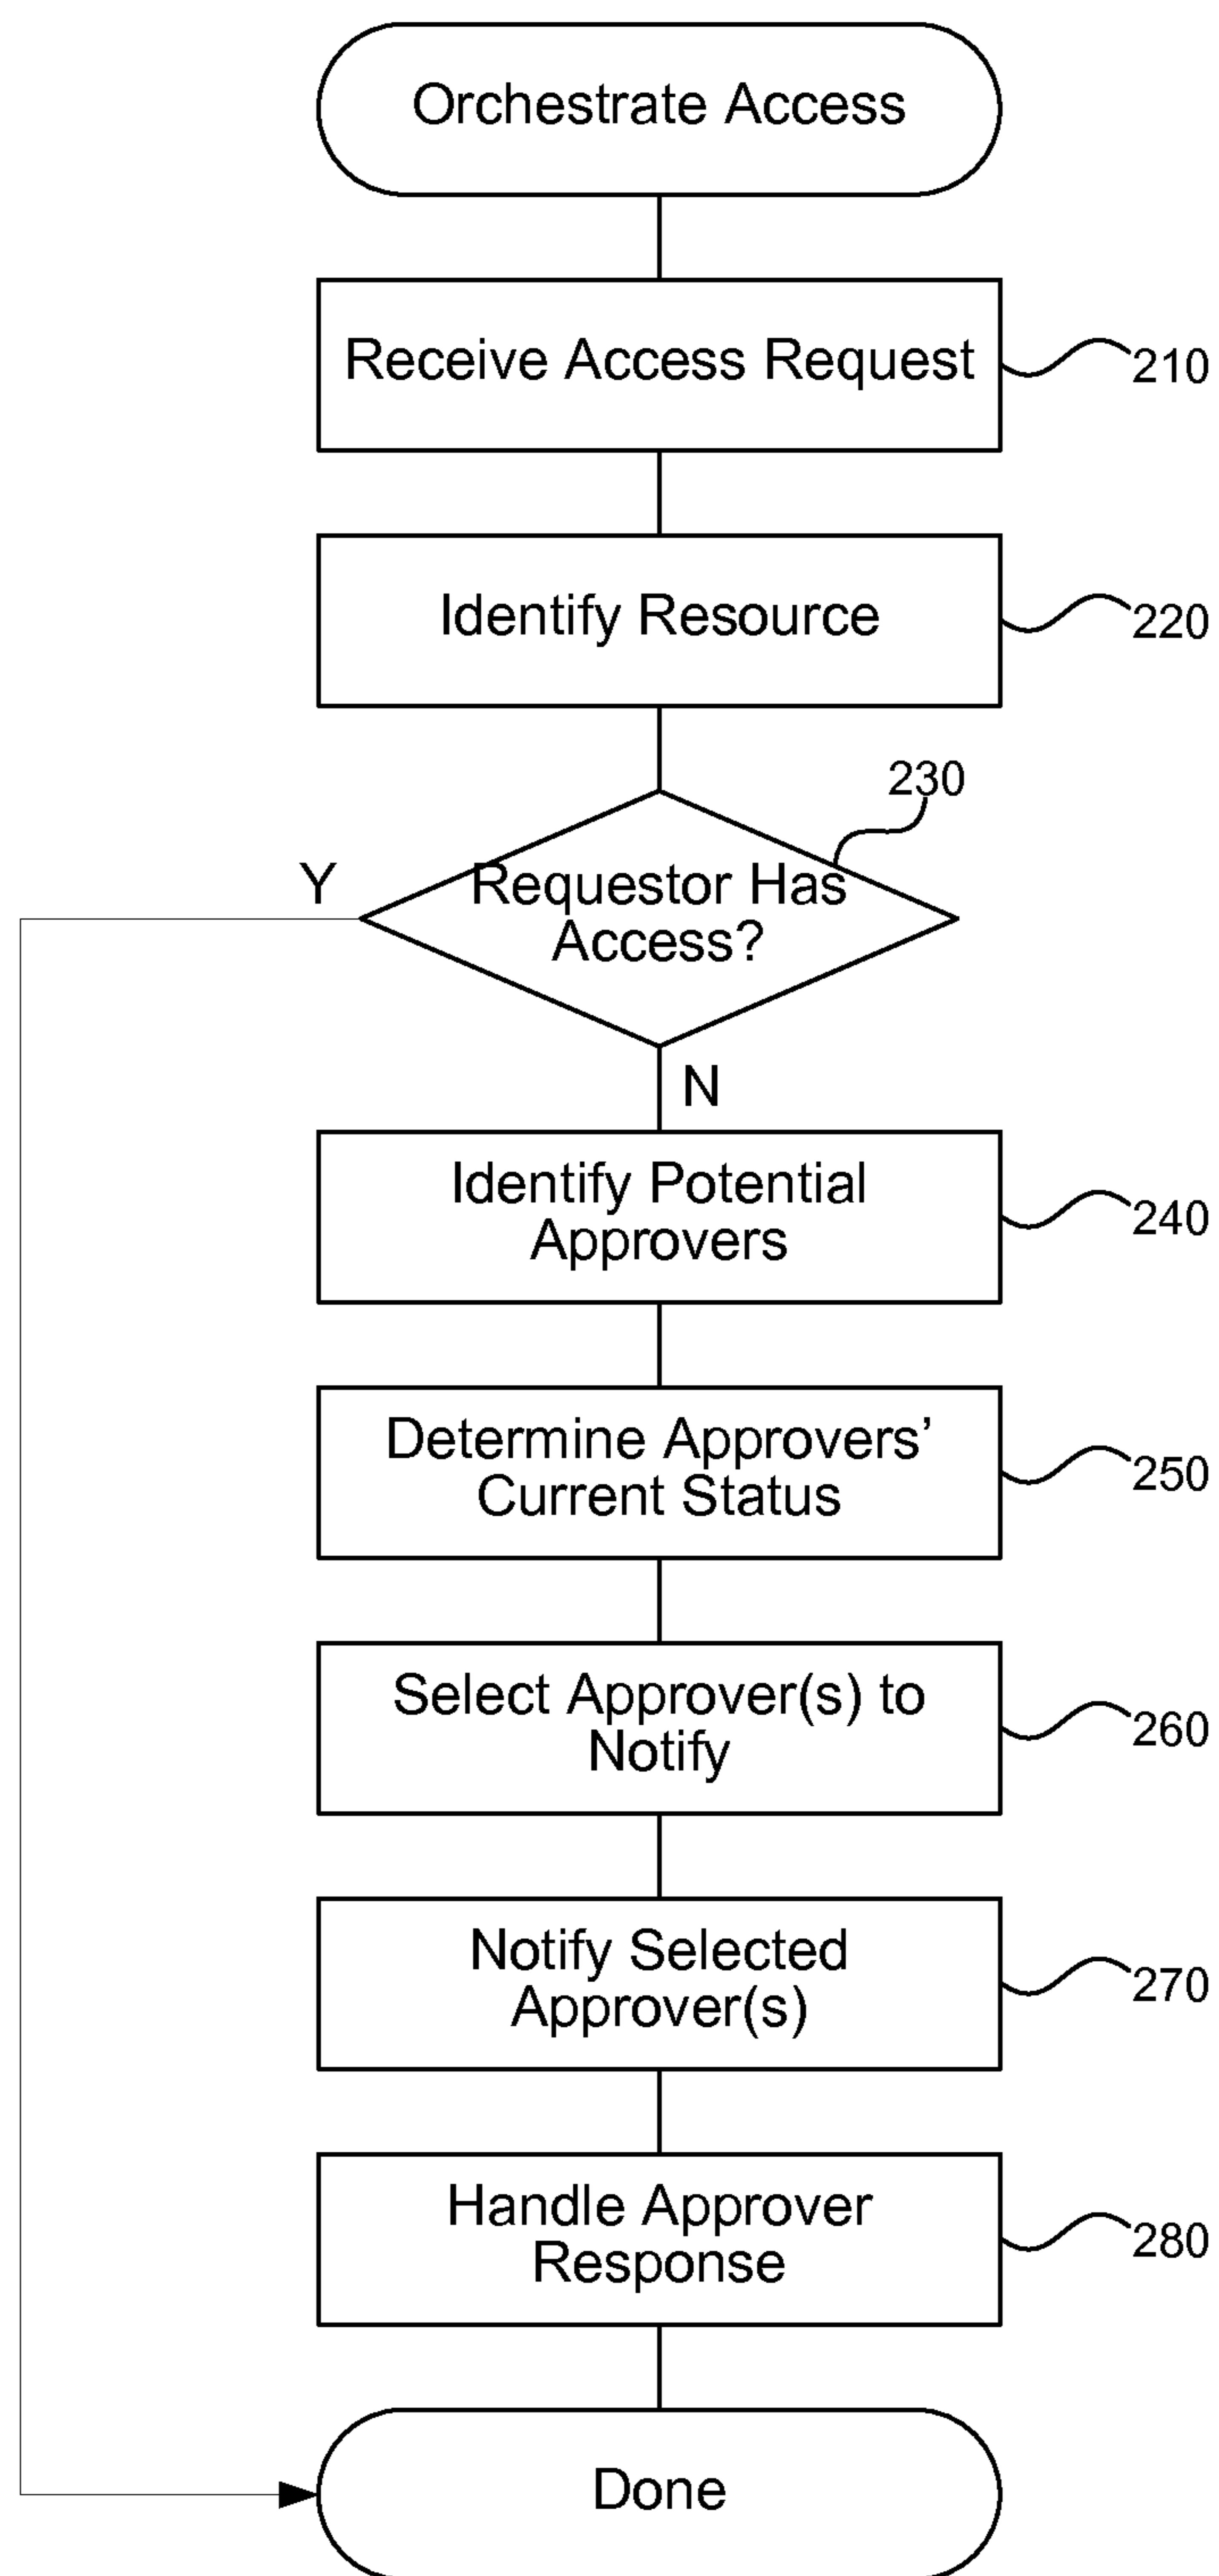 Orchestrate Access
Receive Access Request
210
Identify Resource
220
230
Y
Requestor Has
Access?
N
Identify Potential
Approvers
240
Determine Approvers’
Current Status
250
Select Approver(s) to
Notify
260
Notify Selected
Approver(s)
270
Handle Approver
Response
280
Done